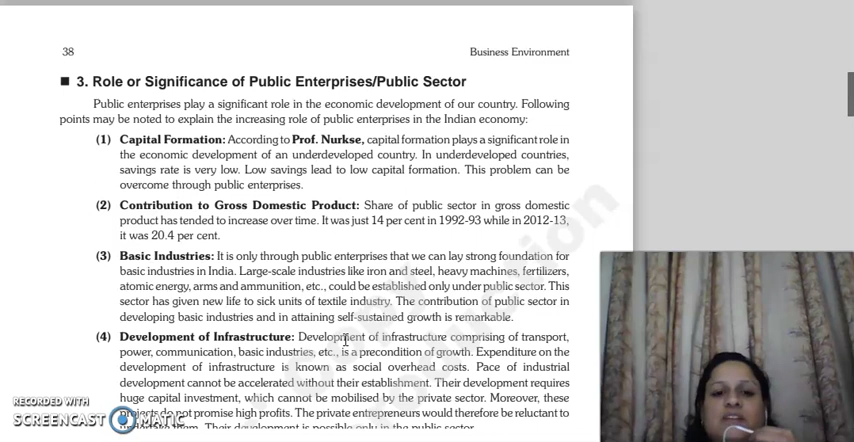 38
Business Environment
■ 3. Role or Significance of Public Enterprises/Public Sector
Public enterprises play a significant role in the economic development of our country. Following
points may be noted to explain the increasing role of public enterprises in the Indian economy:
(1) Capital Formation: According to Prof. Nurkse, capital formation plays a significant role in
the economic development of an underdeveloped country. In underdeveloped countries,
savings rate is very low. Low savings lead to low capital formation. This problem can be
overcome through public enterprises.
(2) Contribution to Gross Domestic Product: Share of public sector in gross domestic
product has tended to increase over time. It was just 14 per cent in 1992-93 while in 2012-13,
it was 20.4 per cent.
(3) Basic Industries: It is only through public enterprises that we can lay strong foundation for
basic industries in India. Large-scale industries like iron and steel, heavy machines, fertilizers,
atomic energy, arms and ammunition, etc., could be established only under public sector. This
sector has given new life to sick units of textile industry. The contribution of public sector in
developing basic industries and in attaining self-sustained growth is remarkable.
(4) Development of Infrastructure: Development of infrastructure comprising of transport,
power, communication, basic industries, etc., is a precondition of growth. Expenditure on the
development of infrastructure is known as social overhead costs. Pace of industrial
development cannot be accelerated without their establishment. Their development requires
huge capital investment, which cannot be mobilised by the private sector. Moreover, these
projects do not promise high profits. The private entrepreneurs would therefore be reluctant to
undertake them. Their development is possible only in the public sector.
RECORDED WITH
SCREENCAST MATIC